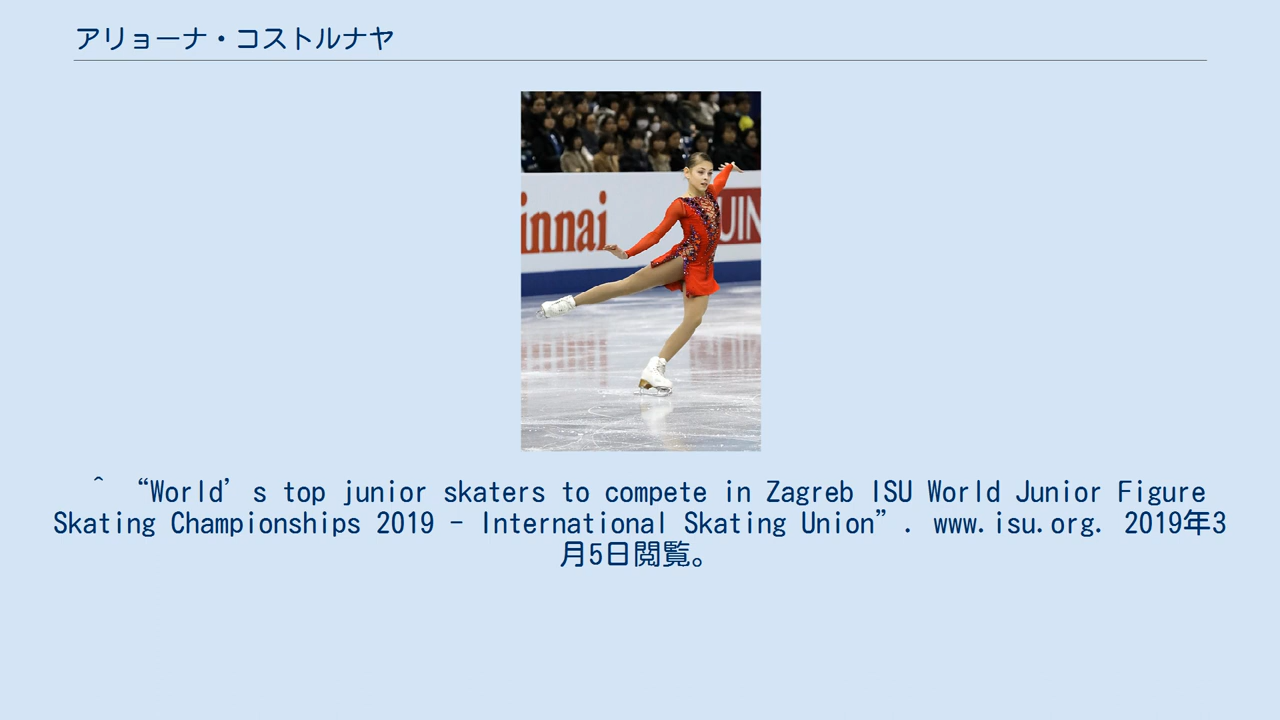 アリョーナ・コストルナヤ
innai
UIN
^ “World’s top junior skaters to compete in Zagreb ISU World Junior Figure
Skating Championships 2019 - International Skating Union”. www.isu.org. 2019年3
月5日閲覧。